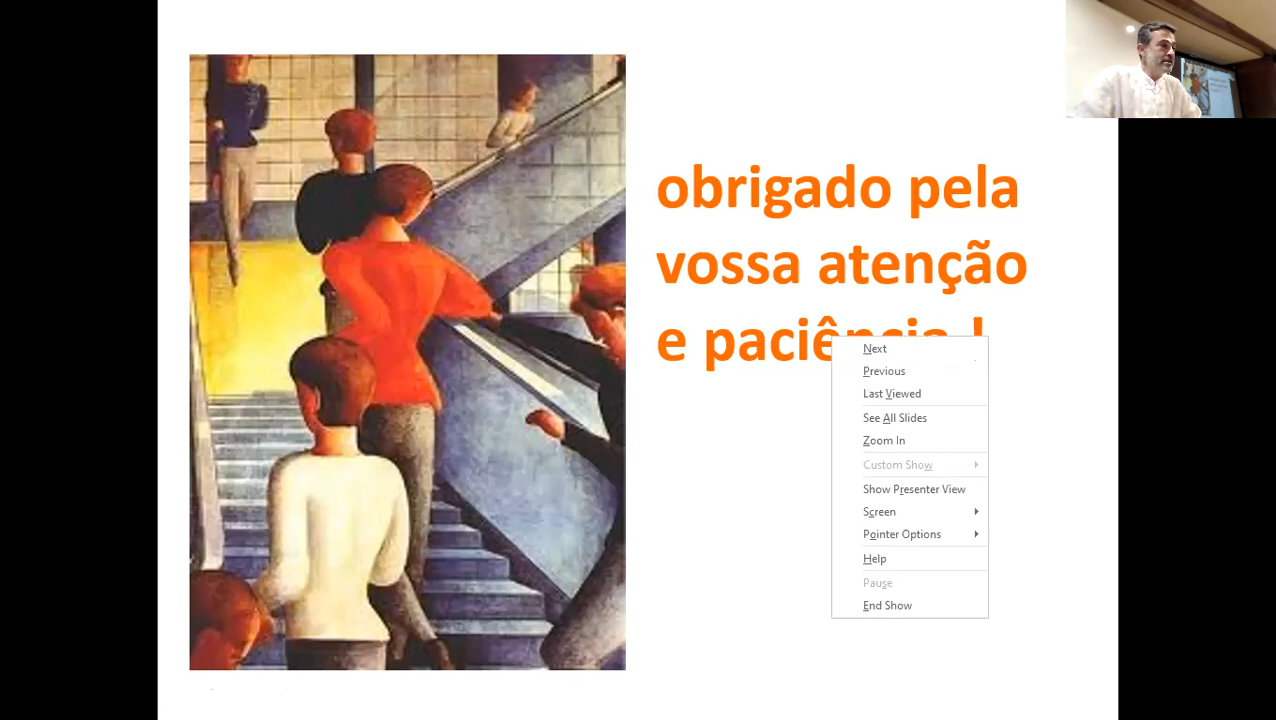 obrigado pela
vossa atenção
e paciência !
Next
Previous
Last Viewed
See All Slides
Zoom In
Custom Show
Show Presenter View
Screen
Pointer Options
Help
Pause
End Show